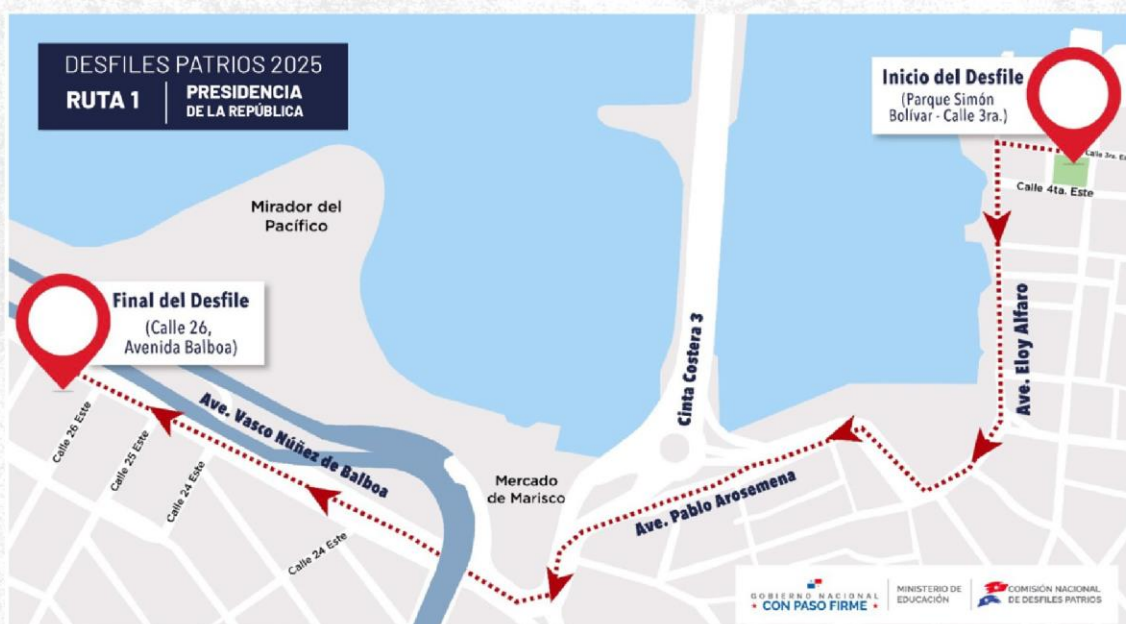 DESFILES PATRIOS 2025
RUTA 1
PRESIDENCIA
DE LA REPÚBLICA
Inicio del Desfile
(Parque Simón
Bolívar - Calle 3ra.)
Calle 3ra. Es
Calle 4ta. Este
Mirador del
Pacífico
Final del Desfile
(Calle 26,
Avenida Balboa)
Ave. Eloy Alfaro
Cinta Costera 3
Ave. Vasco Núñez de Balboa
Calle 26 Este
Calle 25 Este
Calle 24 Este
Calle 24 Este
Mercado
de Marisco
Ave. Pablo Arosemena
GOBIERNO NACIONAL
• CON PASO FIRME •
MINISTERIO DE
EDUCACIÓN
COMISIÓN NACIONAL
DE DESFILES PATRIOS